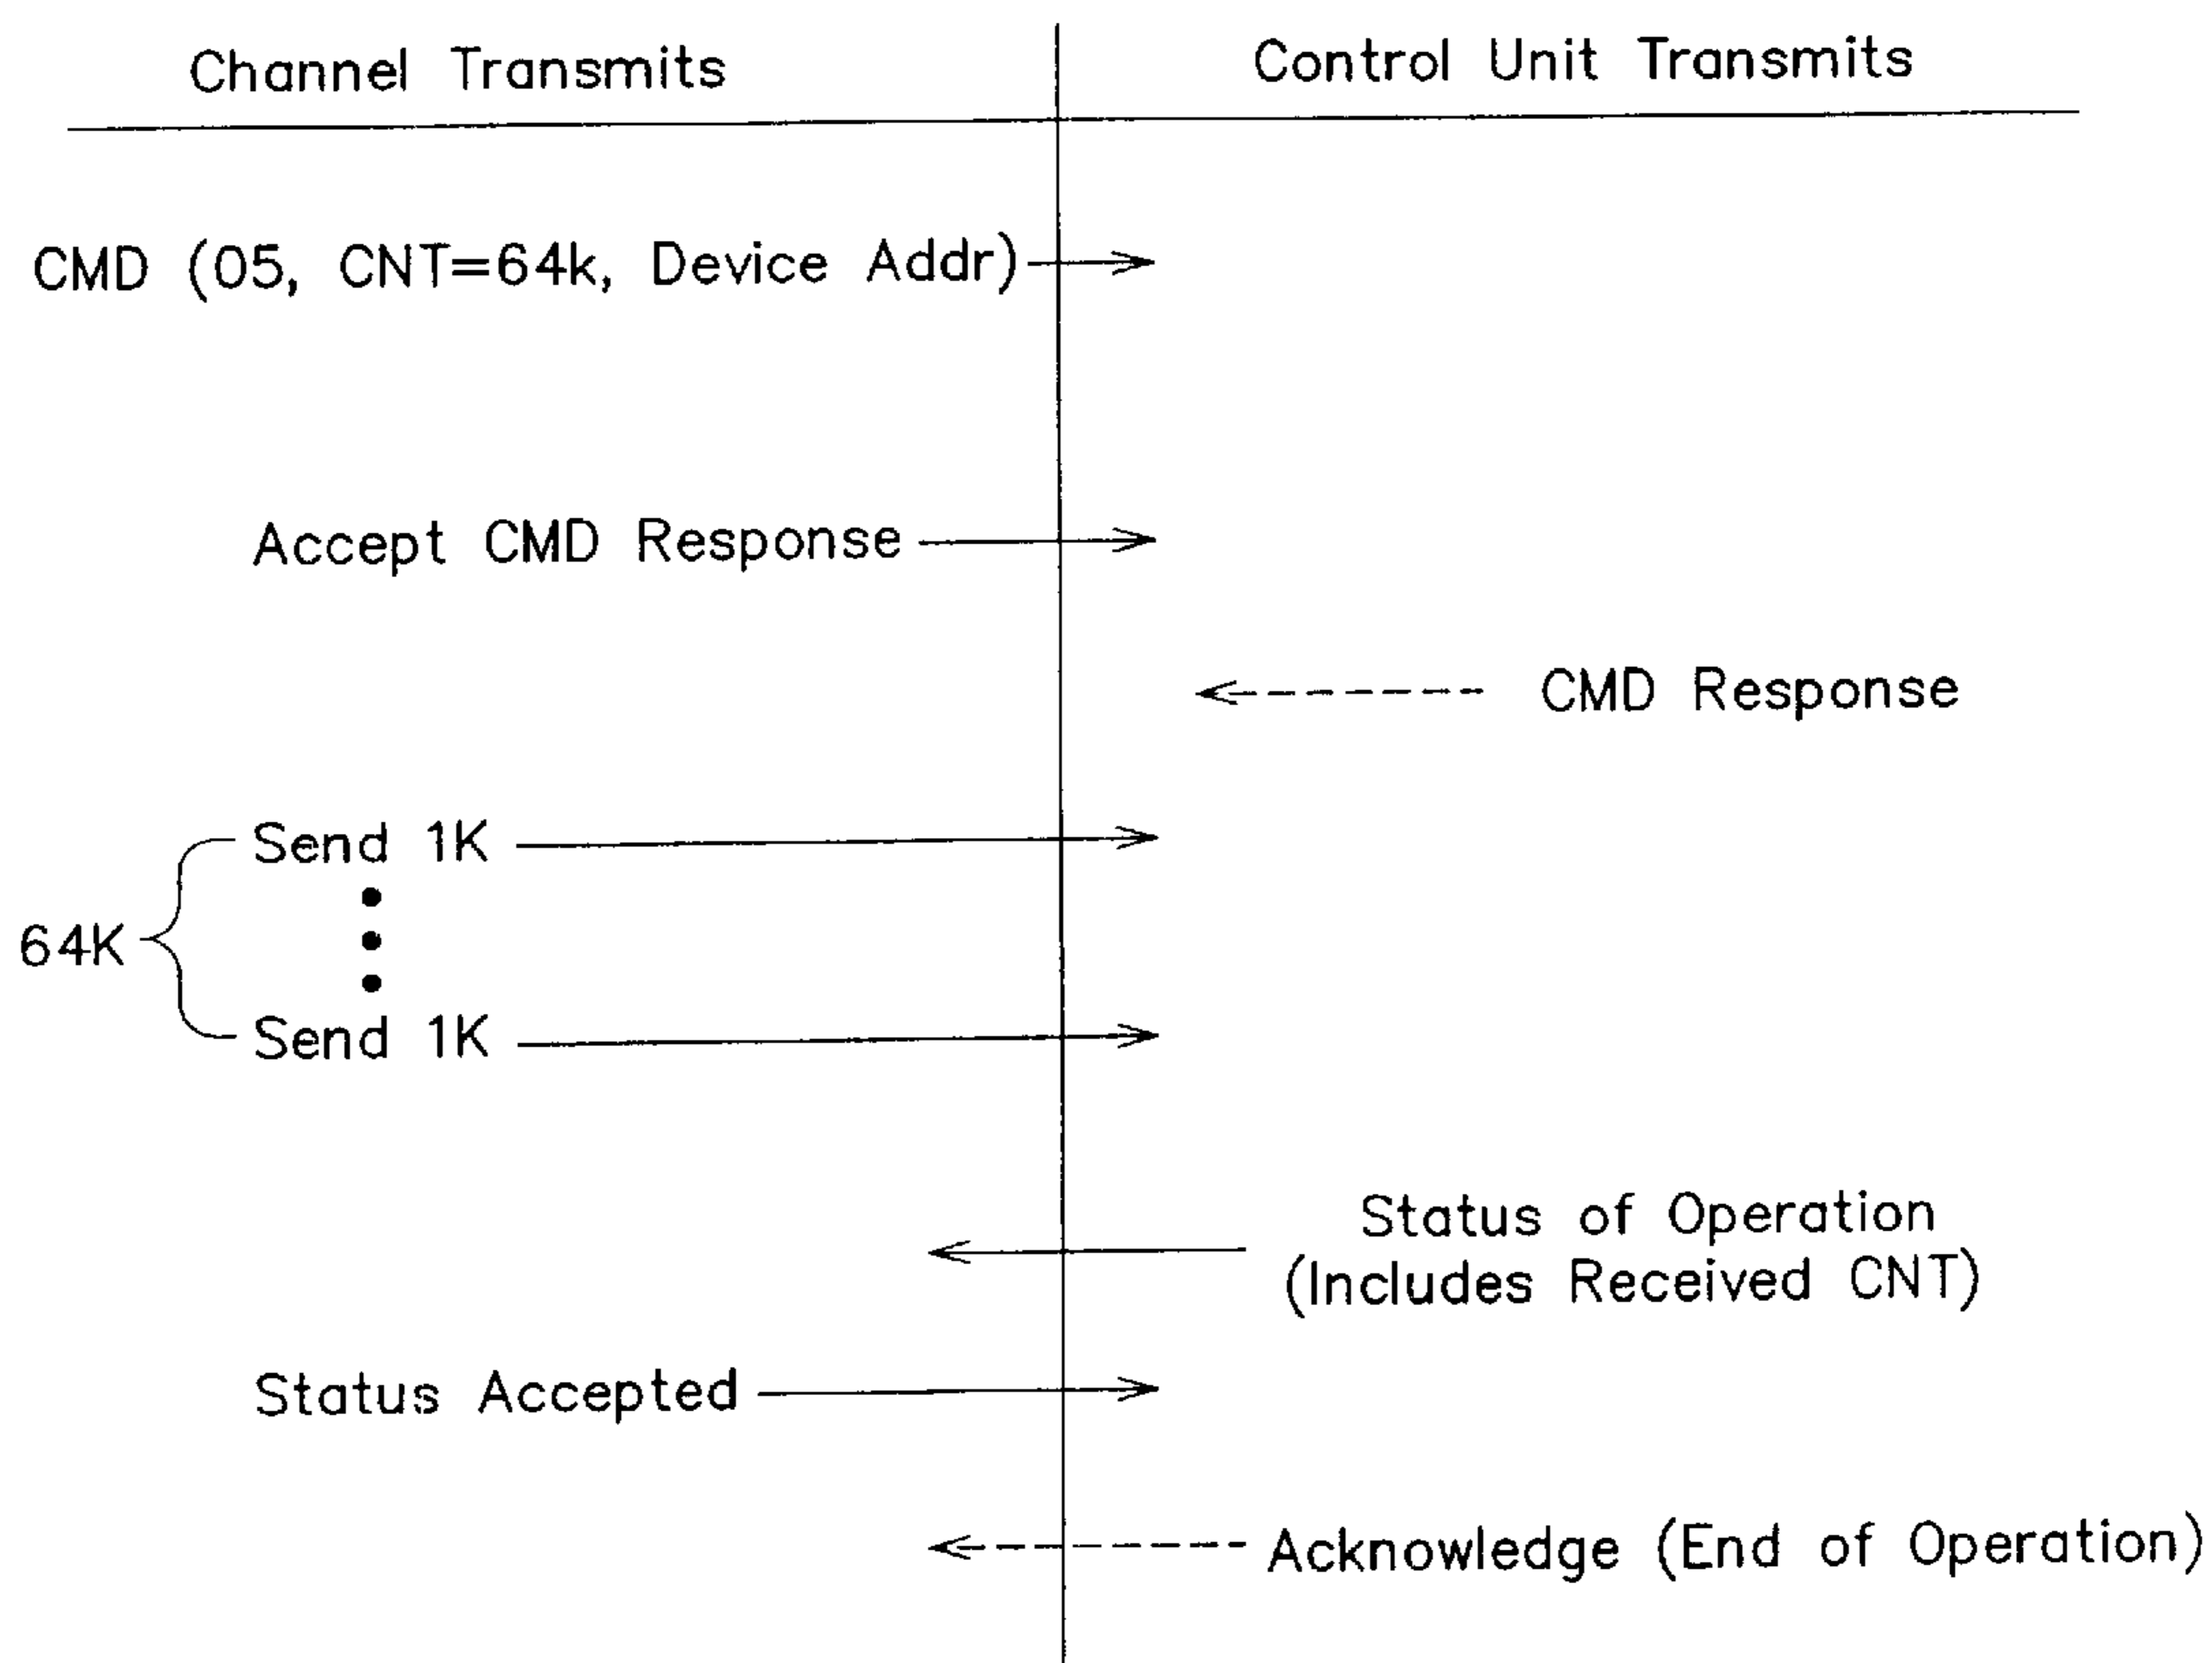 Channel Transmits
Control Unit Transmits
CMD (05, CNT=64k, Device Addr)
Accept CMD Response
CMD Response
Send 1K
64K
Send 1K
Status of Operation
(Includes Received CNT)
Status Accepted
Acknowledge (End of Operation)